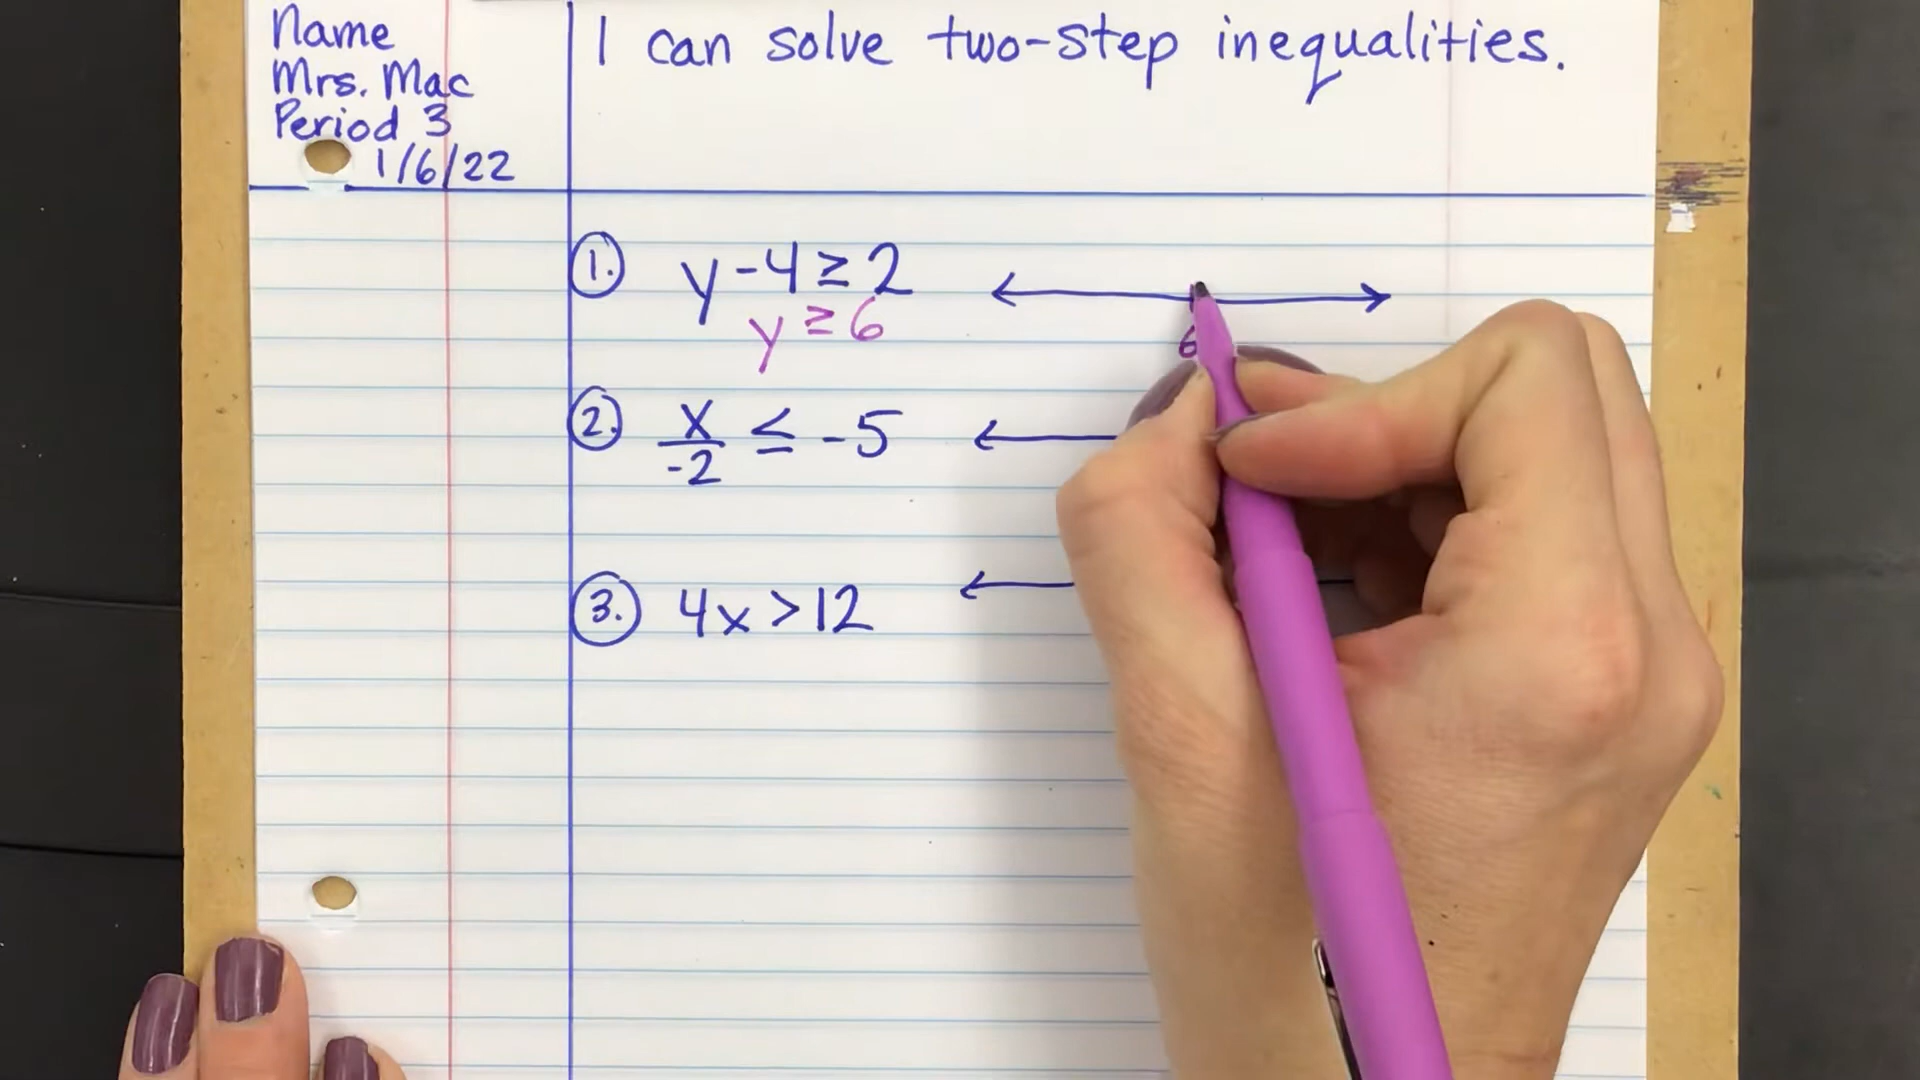 Name
Mrs. Mac
Period 3
1/6/22
I can solve two-step inequalities.
1. y - 4 ≥ 2
y ≥ 6
6
2. x/-2 ≤ -5
3. 4x > 12